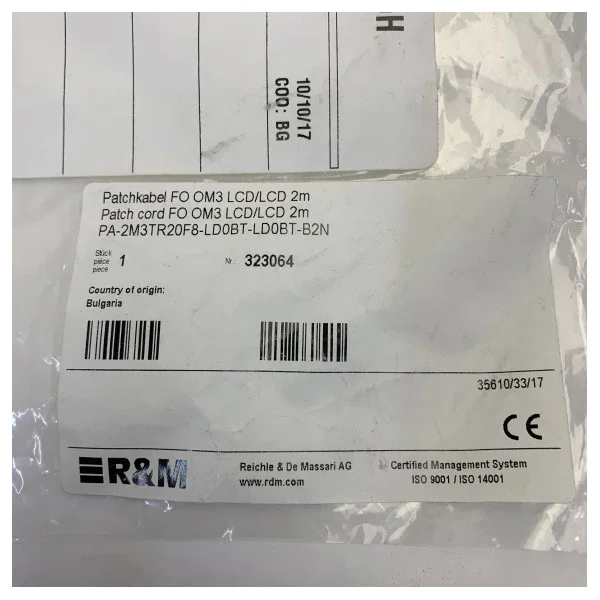 H
10/10/17
COO: BG
Patchkabel FO OM3 LCD/LCD 2m
Patch cord FO OM3 LCD/LCD 2m
PA-2M3TR20F8-LD0BT-LD0BT-B2N
Stück
pièce
piece
1
Nr.:
323064
Country of origin:
Bulgaria
35610/33/17
CE
R&M
Reichle & De Massari AG
www.rdm.com
Certified Management System
ISO 9001 / ISO 14001